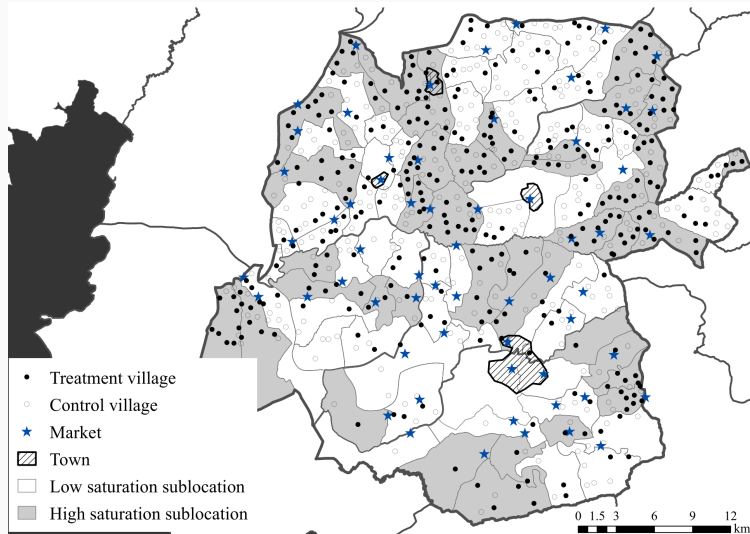 Treatment village
Control village
Market
Town
Low saturation sublocation
High saturation sublocation
0 1.5 3 6 9 12
km